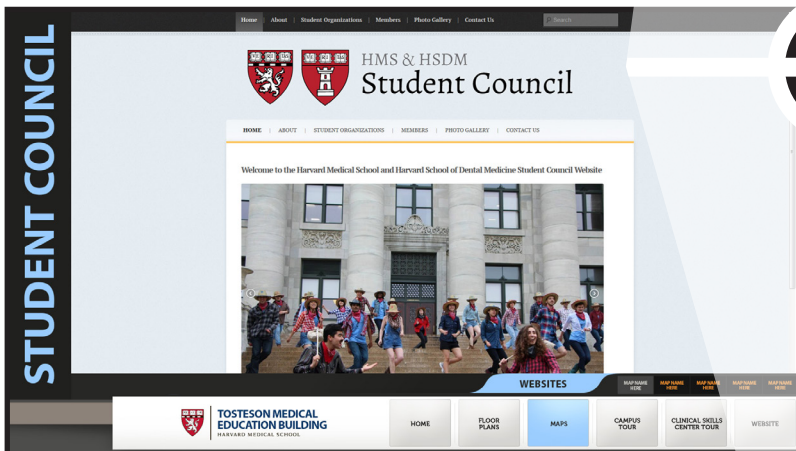 STUDENT COUNCIL
Home | About | Student Organizations | Members | Photo Gallery | Contact Us
Search
HMS & HSDM
Student Council
HOME | ABOUT | STUDENT ORGANIZATIONS | MEMBERS | PHOTO GALLERY | CONTACT US
Welcome to the Harvard Medical School and Harvard School of Dental Medicine Student Council Website
WEBSITES
MAP NAME HERE
MAP NAME HERE
MAP NAME HERE
MAP NAME HERE
MAP NAME HERE
TOSTESON MEDICAL
EDUCATION BUILDING
HARVARD MEDICAL SCHOOL
HOME
FLOOR
PLANS
MAPS
CAMPUS
TOUR
CLINICAL SKILLS
CENTER TOUR
WEBSITE